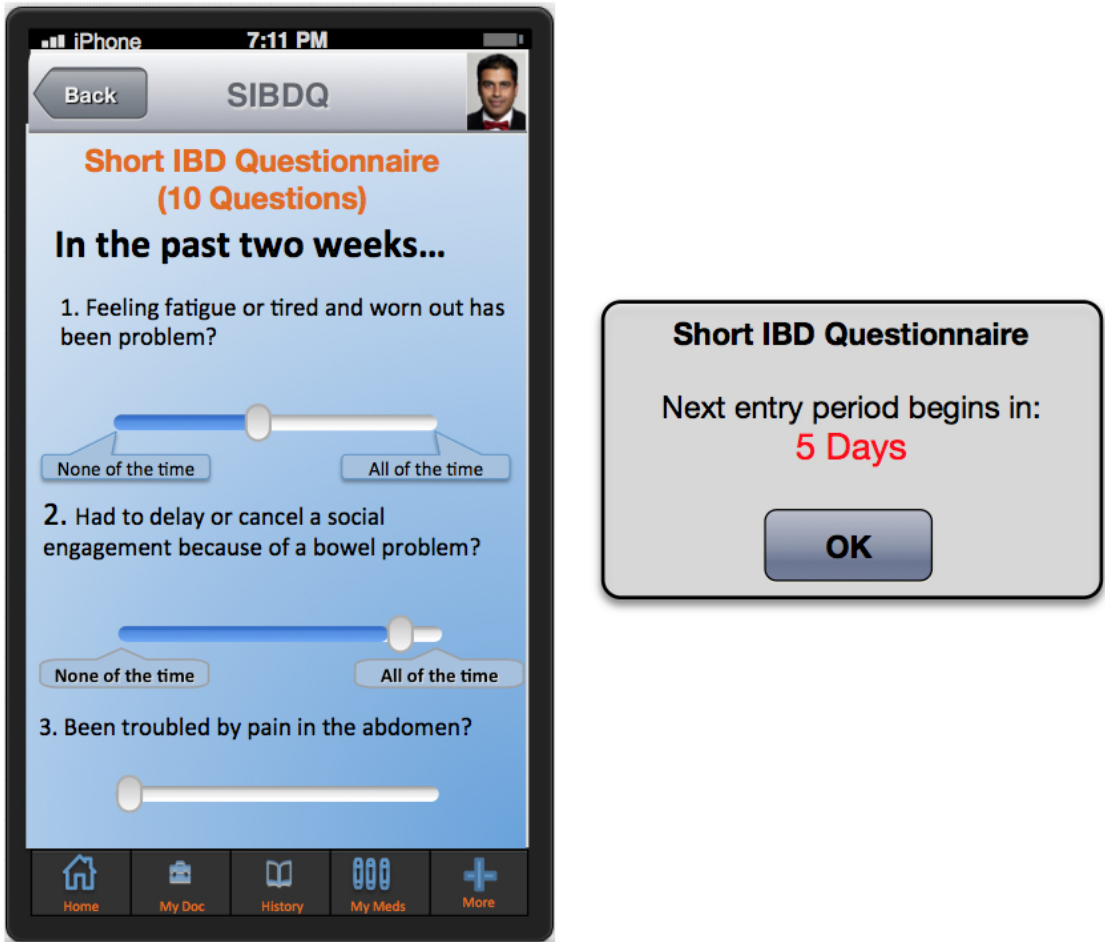 iPhone
7:11 PM
Back
SIBDQ
Short IBD Questionnaire
(10 Questions)
In the past two weeks...
1. Feeling fatigue or tired and worn out has
been problem?
None of the time
All of the time
2. Had to delay or cancel a social
engagement because of a bowel problem?
None of the time
All of the time
3. Been troubled by pain in the abdomen?
Home
My Doc
History
My Meds
More
Short IBD Questionnaire
Next entry period begins in:
5 Days
OK